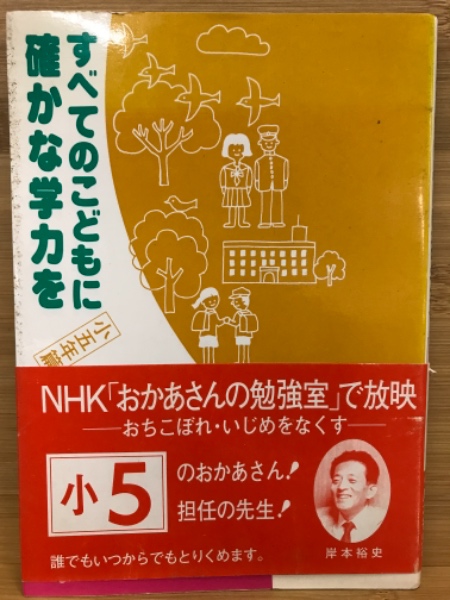 すべてのこどもに
確かな学力を
小五年編
NHK「おかあさんの勉強室」で放映
―おちこぼれ・いじめをなくす―
小5
のおかあさん!
担任の先生!
岸本裕史
誰でもいつからでもとりくめます。